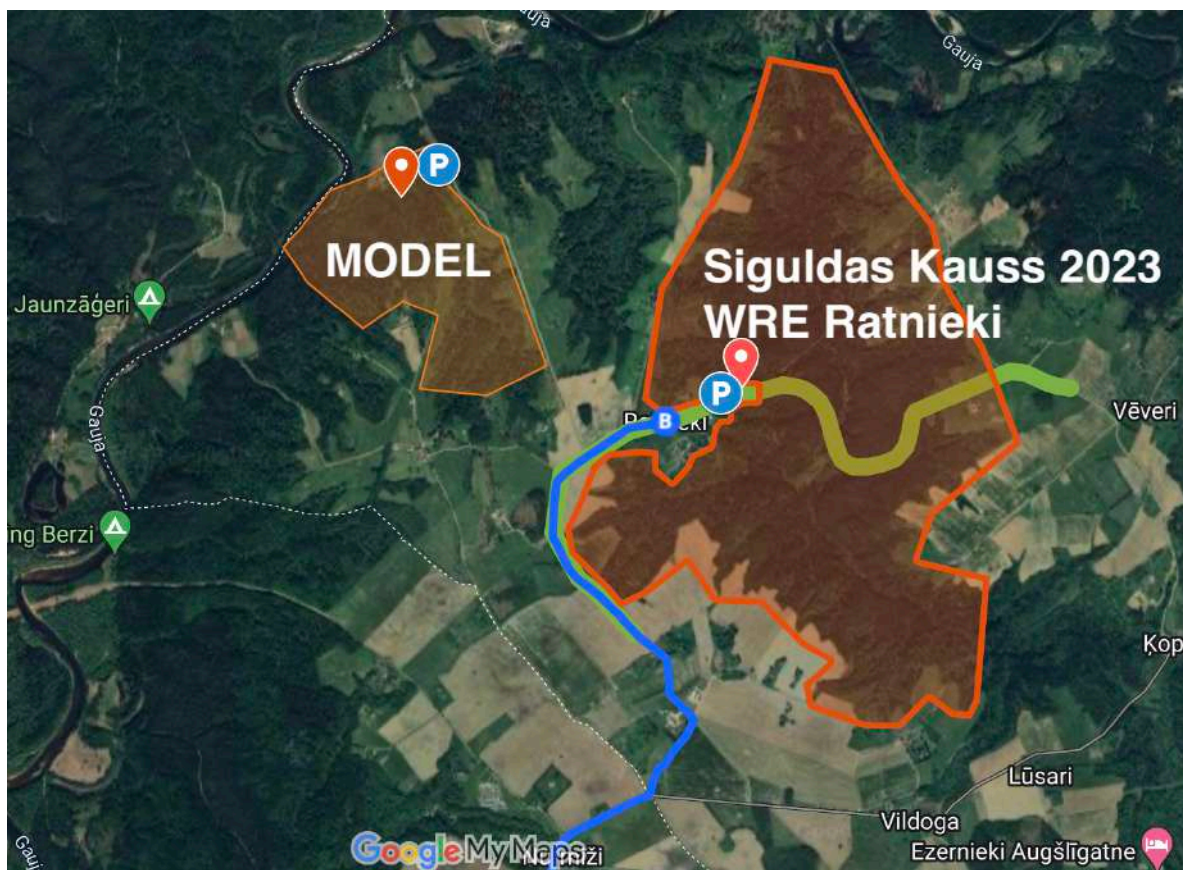 Gauja
P
MODEL
Siguldas Kauss 2023
WRE Ratnieki
Jaunzāģeri
P
Gauja
B
Vēveri
ing Berzi
Ķop
Lūsari
Vildoga
Google My Maps
Ezernieki Augšlīgatne
Gauja